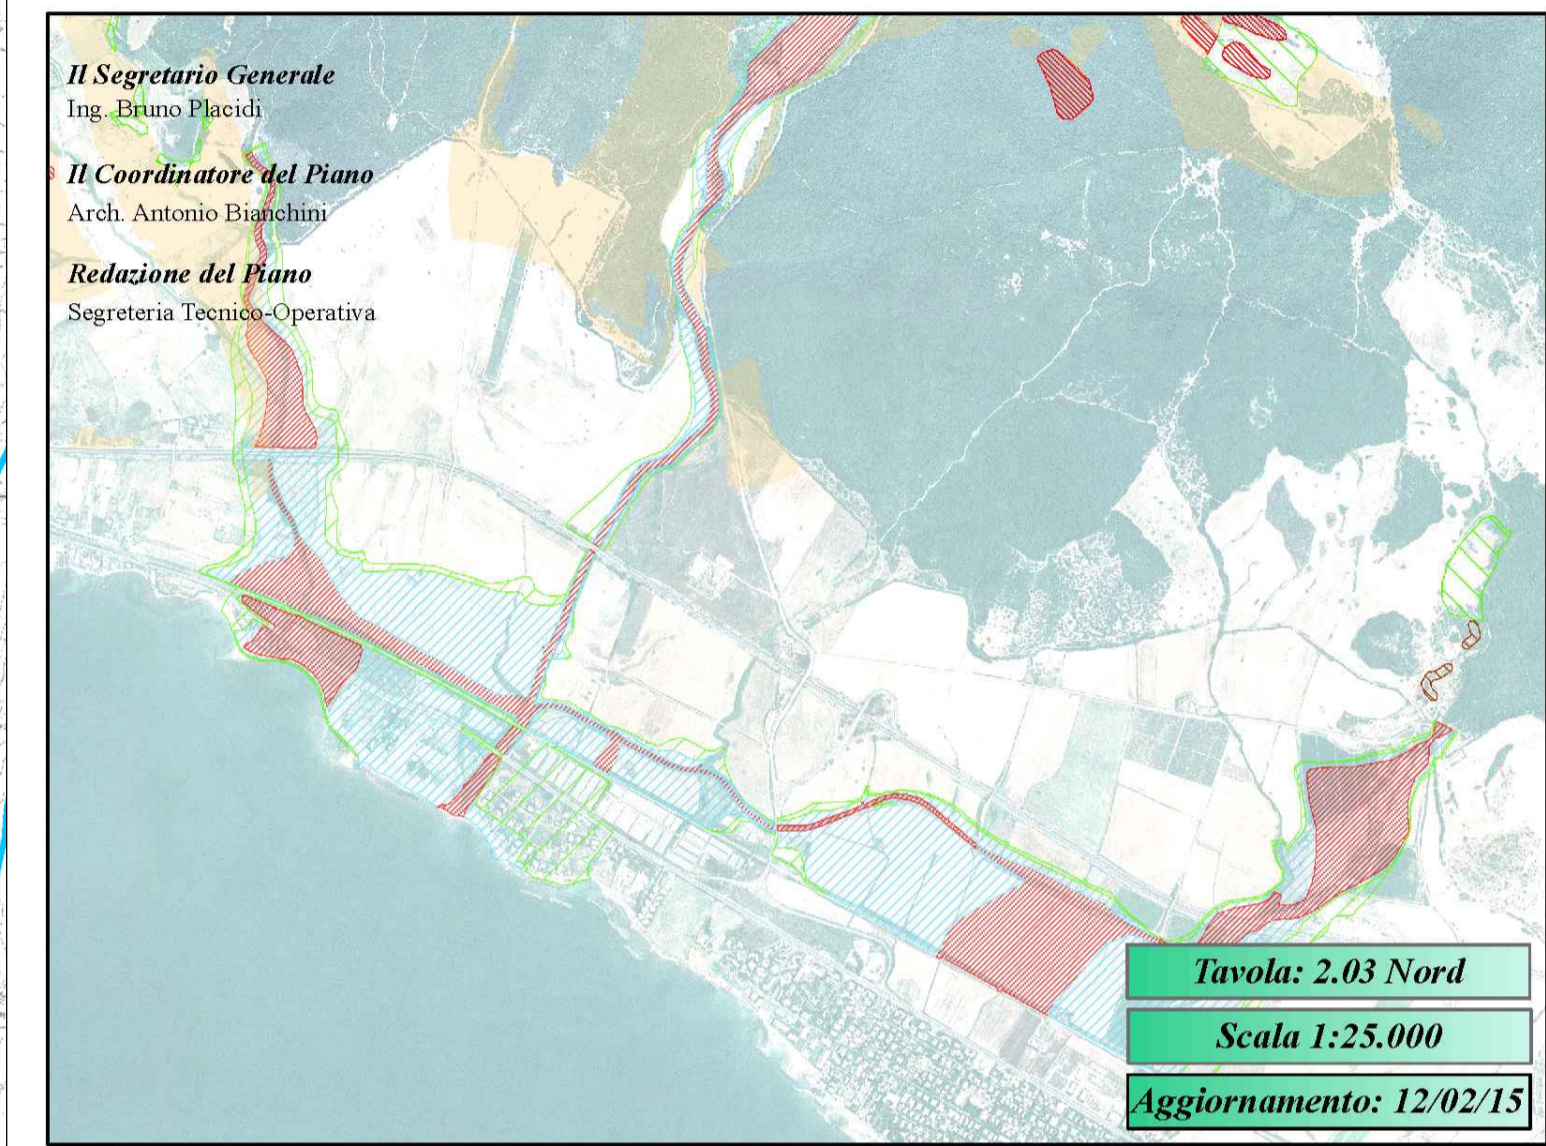 Il Segretario Generale
Ing. Bruno Placidi
Il Coordinatore del Piano
Arch. Antonio Bianchini
Redazione del Piano
Segreteria Tecnico-Operativa
Tavola: 2.03 Nord
Scala 1:25.000
Aggiornamento: 12/02/15